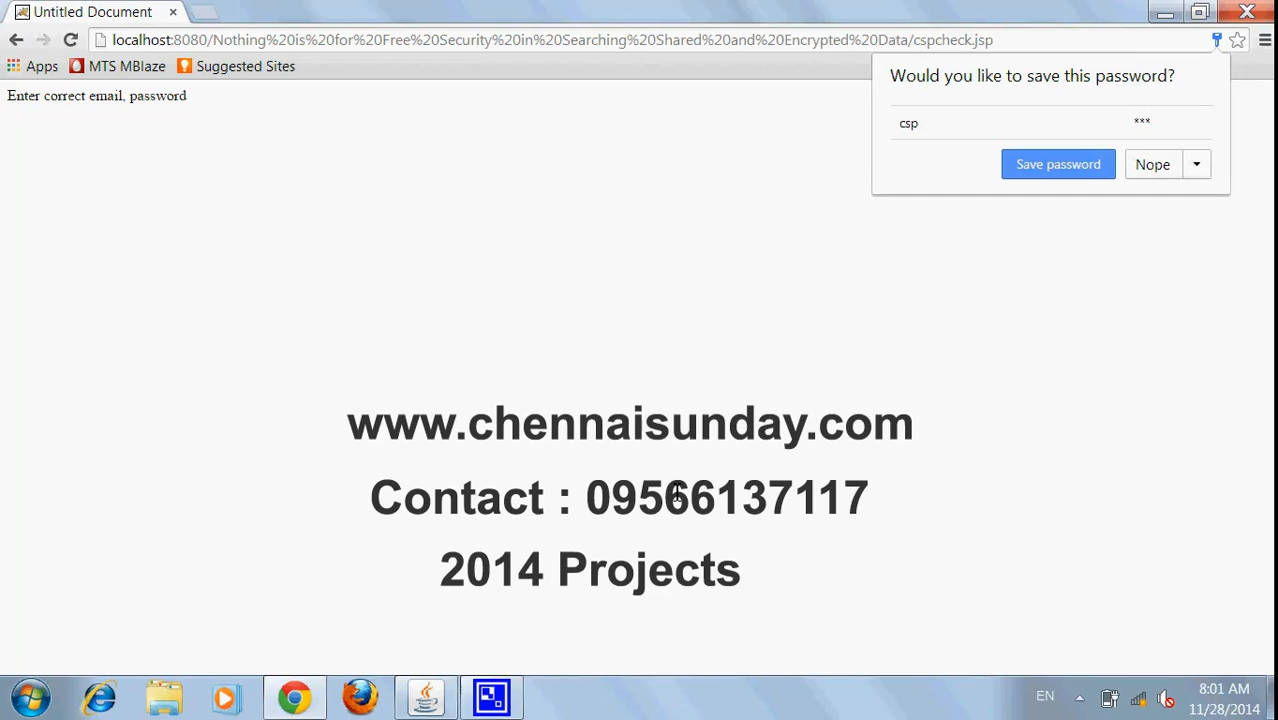 Untitled Document
localhost:8080/Nothing%20is%20for%20Free%20Security%20in%20Searching%20Shared%20and%20Encrypted%20Data/cspcheck.jsp
Apps MTS MBlaze Suggested Sites
Enter correct email, password
Would you like to save this password?
csp ***
Save password Nope
www.chennaisunday.com
Contact : 09566137117
2014 Projects
EN 8:01 AM
11/28/2014